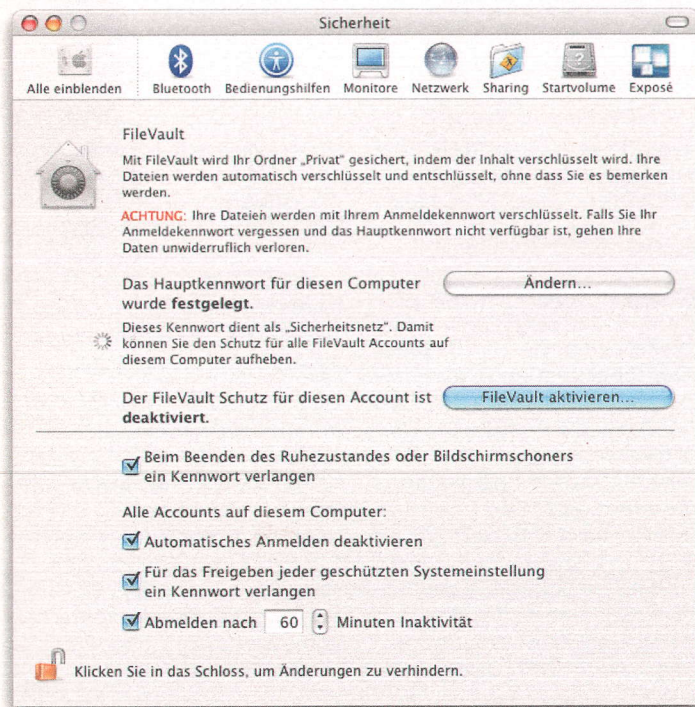 Sicherheit
Alle einblenden Bluetooth Bedienungshilfen Monitore Netzwerk Sharing Startvolume Exposé
FileVault
Mit FileVault wird Ihr Ordner „Privat“ gesichert, indem der Inhalt verschlüsselt wird. Ihre
Dateien werden automatisch verschlüsselt und entschlüsselt, ohne dass Sie es bemerken
werden.
ACHTUNG: Ihre Dateien werden mit Ihrem Anmeldekennwort verschlüsselt. Falls Sie Ihr
Anmeldekennwort vergessen und das Hauptkennwort nicht verfügbar ist, gehen Ihre
Daten unwiderruflich verloren.
Das Hauptkennwort für diesen Computer
wurde festgelegt.
Ändern...
Dieses Kennwort dient als „Sicherheitsnetz“. Damit
können Sie den Schutz für alle FileVault Accounts auf
diesem Computer aufheben.
Der FileVault Schutz für diesen Account ist
deaktiviert.
FileVault aktivieren...
Beim Beenden des Ruhezustandes oder Bildschirmschoners
ein Kennwort verlangen
Alle Accounts auf diesem Computer:
Automatisches Anmelden deaktivieren
Für das Freigeben jeder geschützten Systemeinstellung
ein Kennwort verlangen
Abmelden nach 60 Minuten Inaktivität
Klicken Sie in das Schloss, um Änderungen zu verhindern.